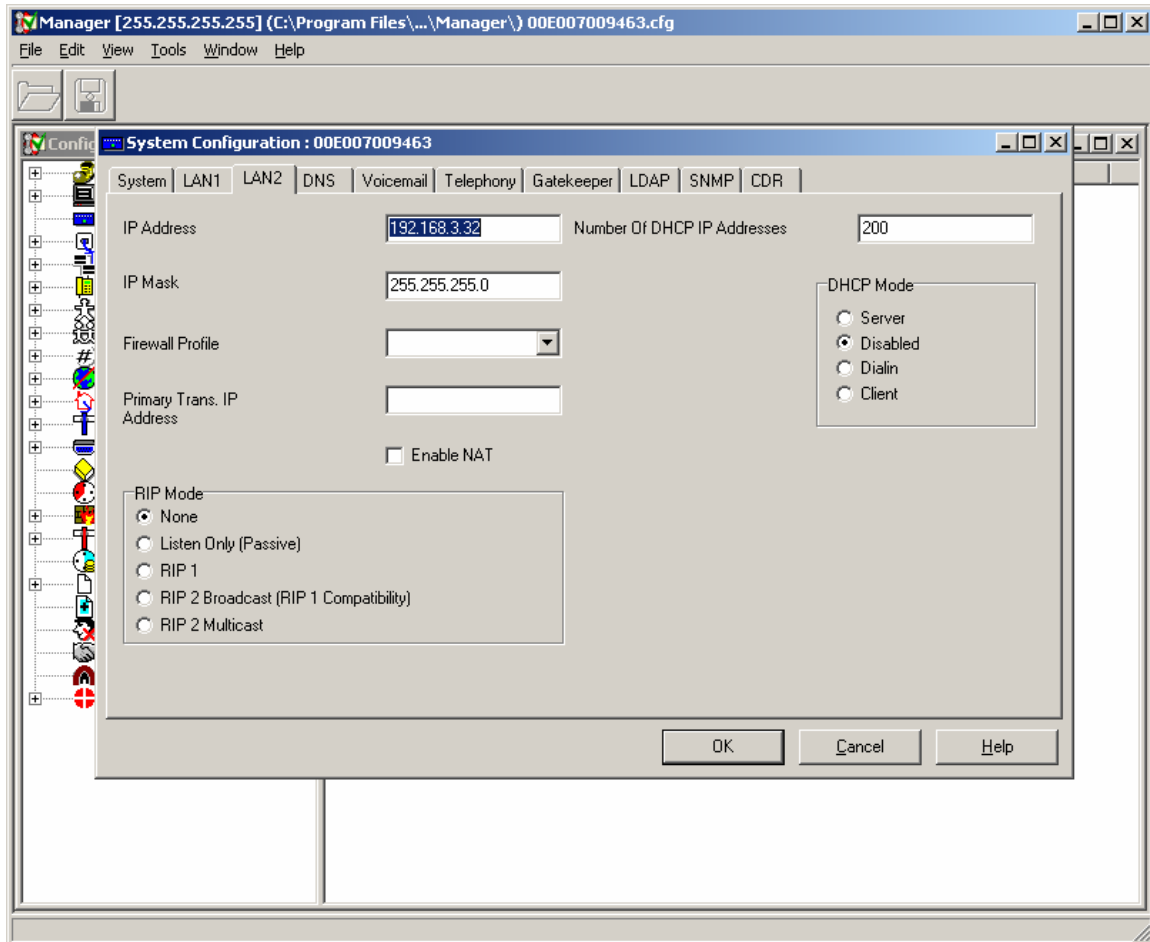 Manager [255.255.255.255] (C:\Program Files\...\Manager\) 00E007009463.cfg
File Edit View Tools Window Help
Config
System Configuration : 00E007009463
System LAN1 LAN2 DNS Voicemail Telephony Gatekeeper LDAP SNMP CDR
IP Address 192.168.3.32 Number Of DHCP IP Addresses 200
IP Mask 255.255.255.0
DHCP Mode
Server
Disabled
Dialin
Client
Firewall Profile
Primary Trans. IP
Address
Enable NAT
RIP Mode
None
Listen Only (Passive)
RIP 1
RIP 2 Broadcast (RIP 1 Compatibility)
RIP 2 Multicast
OK Cancel Help